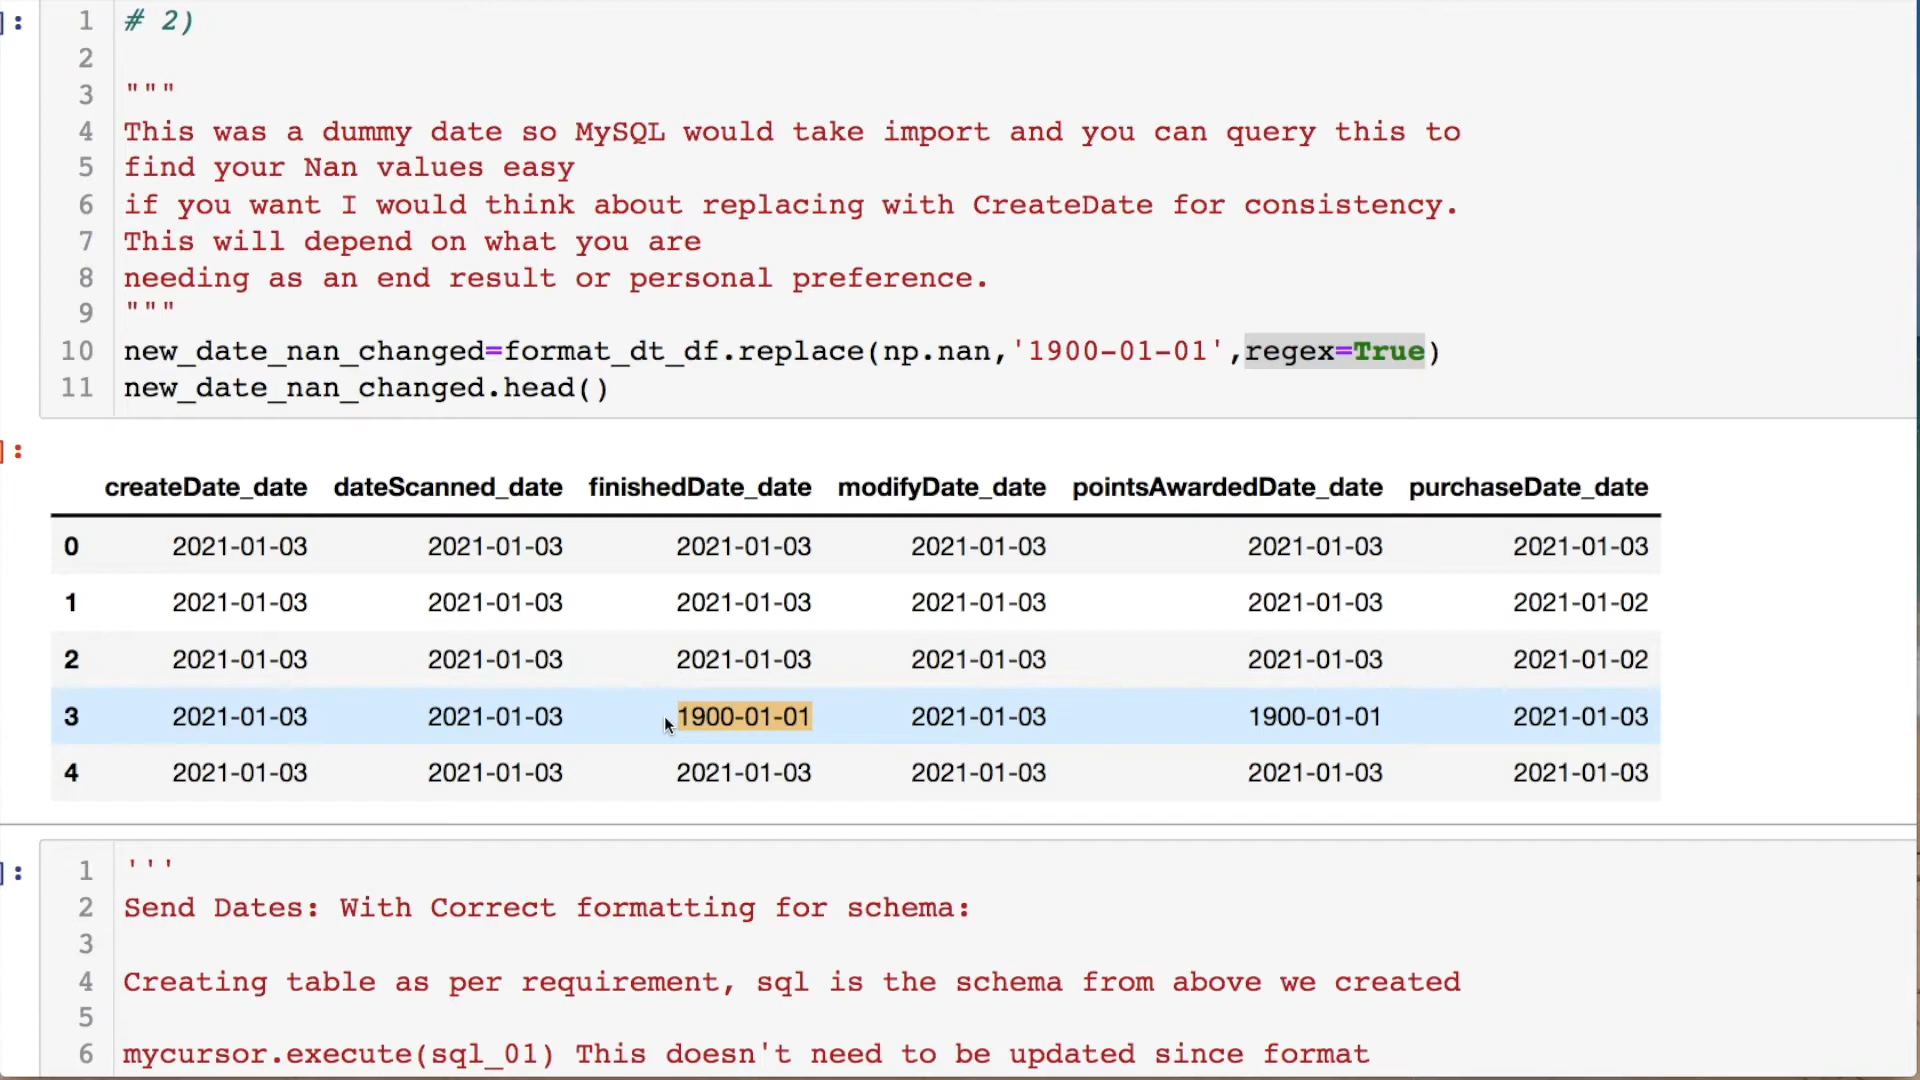 ]:
1 # 2)
2
3 """
4 This was a dummy date so MySQL would take import and you can query this to
5 find your Nan values easy
6 if you want I would think about replacing with CreateDate for consistency.
7 This will depend on what you are
8 needing as an end result or personal preference.
9 """
10 new_date_nan_changed=format_dt_df.replace(np.nan,'1900-01-01',regex=True)
11 new_date_nan_changed.head()
]:
createDate_date dateScanned_date finishedDate_date modifyDate_date pointsAwardedDate_date purchaseDate_date
0 2021-01-03 2021-01-03 2021-01-03 2021-01-03 2021-01-03 2021-01-03
1 2021-01-03 2021-01-03 2021-01-03 2021-01-03 2021-01-03 2021-01-02
2 2021-01-03 2021-01-03 2021-01-03 2021-01-03 2021-01-03 2021-01-02
3 2021-01-03 2021-01-03 1900-01-01 2021-01-03 1900-01-01 2021-01-03
4 2021-01-03 2021-01-03 2021-01-03 2021-01-03 2021-01-03 2021-01-03
]:
1 '''
2 Send Dates: With Correct formatting for schema:
3
4 Creating table as per requirement, sql is the schema from above we created
5
6 mycursor.execute(sql_01) This doesn't need to be updated since format